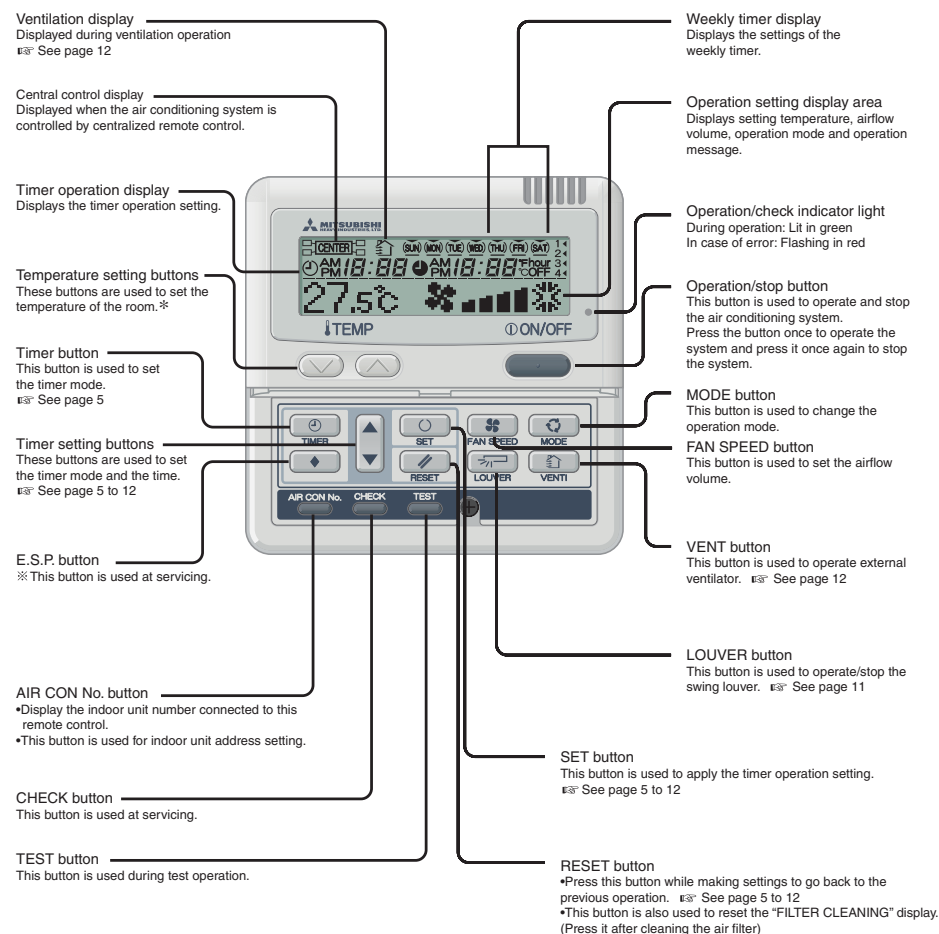 Ventilation display
Displayed during ventilation operation
☞ See page 12
Central control display
Displayed when the air conditioning system is
controlled by centralized remote control.
Timer operation display
Displays the timer operation setting.
Temperature setting buttons
These buttons are used to set the
temperature of the room.*
Timer button
This button is used to set
the timer mode.
☞ See page 5
Timer setting buttons
These buttons are used to set
the timer mode and the time.
☞ See page 5 to 12
E.S.P. button
※This button is used at servicing.
AIR CON No. button
•Display the indoor unit number connected to this
remote control.
•This button is used for indoor unit address setting.
CHECK button
This button is used at servicing.
TEST button
This button is used during test operation.
MITSUBISHI
HEAVY INDUSTRIES, LTD.
CENTER SUN MON TUE WED THU FRI SAT 1
2
AM 18:88 AM 18:88 °F hour 3
PM PM °C OFF 4
27.5°C
TEMP ON/OFF
TIMER SET FAN SPEED MODE
RESET LOUVER VENTI
AIR CON No. CHECK TEST
Weekly timer display
Displays the settings of the
weekly timer.
Operation setting display area
Displays setting temperature, airflow
volume, operation mode and operation
message.
Operation/check indicator light
During operation: Lit in green
In case of error: Flashing in red
Operation/stop button
This button is used to operate and stop
the air conditioning system.
Press the button once to operate the
system and press it once again to stop
the system.
MODE button
This button is used to change the
operation mode.
FAN SPEED button
This button is used to set the airflow
volume.
VENT button
This button is used to operate external
ventilator. ☞ See page 12
LOUVER button
This button is used to operate/stop the
swing louver. ☞ See page 11
SET button
This button is used to apply the timer operation setting.
☞ See page 5 to 12
RESET button
•Press this button while making settings to go back to the
previous operation. ☞ See page 5 to 12
•This button is also used to reset the “FILTER CLEANING” display.
(Press it after cleaning the air filter)